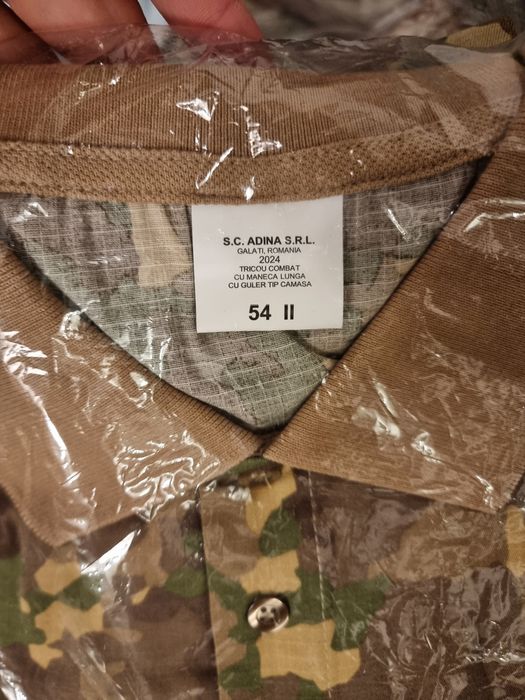 S.C. ADINA S.R.L.
GALATI, ROMANIA
2024
TRICOU COMBAT
CU MANECA LUNGA
CU GULER TIP CAMASA
54 II